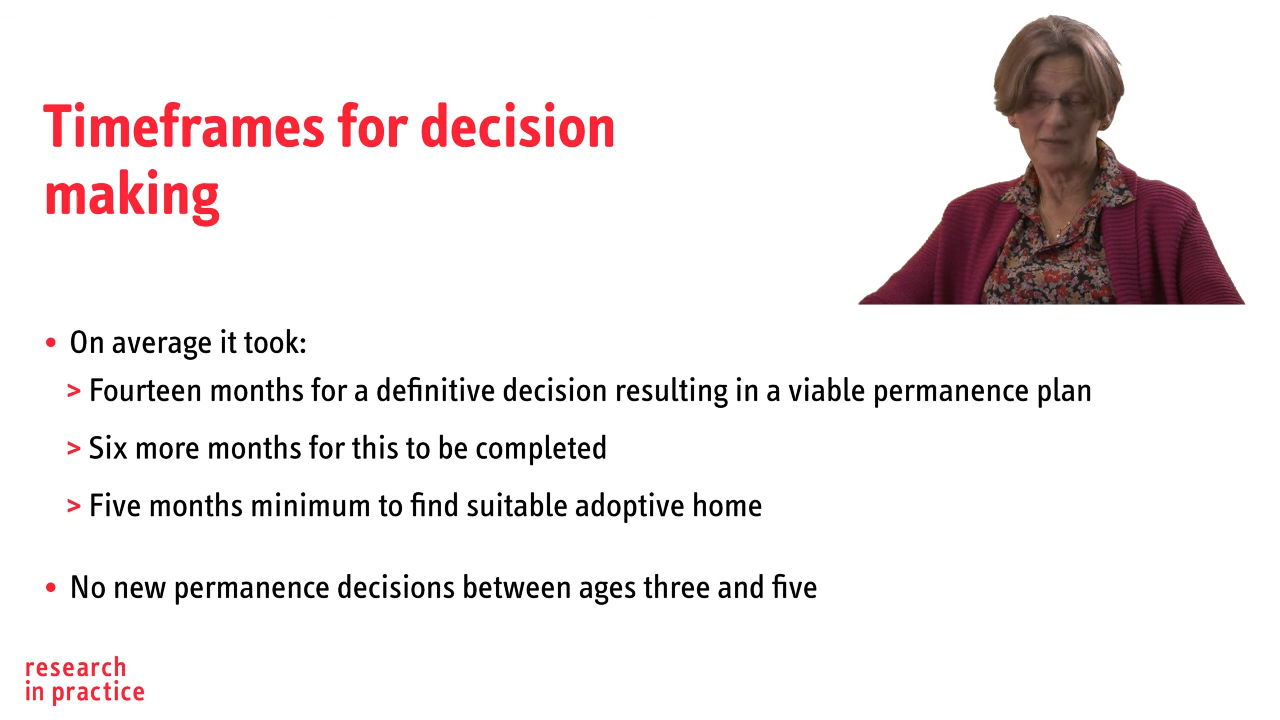 Timeframes for decision
making
• On average it took:
> Fourteen months for a definitive decision resulting in a viable permanence plan
> Six more months for this to be completed
> Five months minimum to find suitable adoptive home
• No new permanence decisions between ages three and five
research
in practice